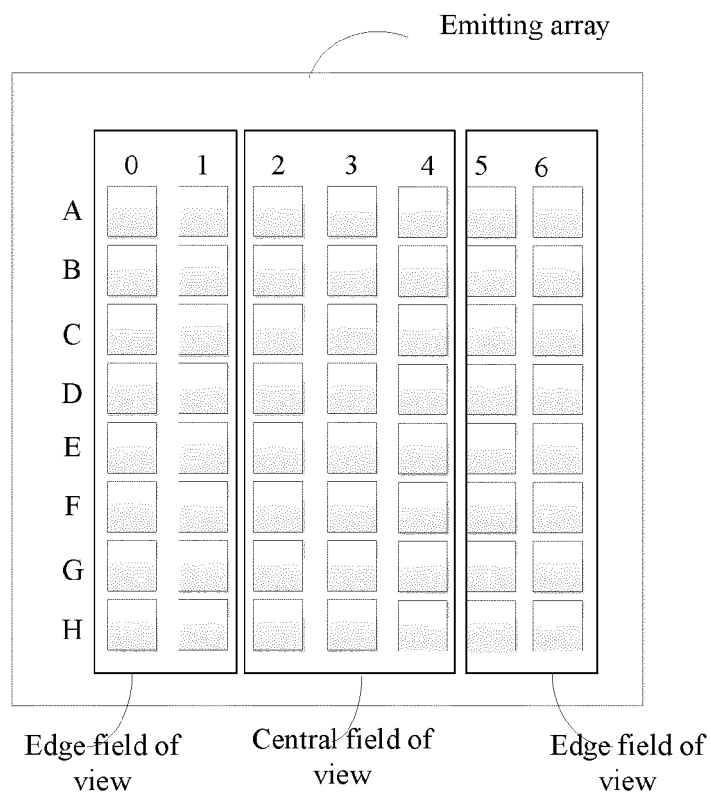 Emitting array
0 1 2 3 4 5 6
A
B
C
D
E
F
G
H
Edge field of
view
Central field of
view
Edge field of
view